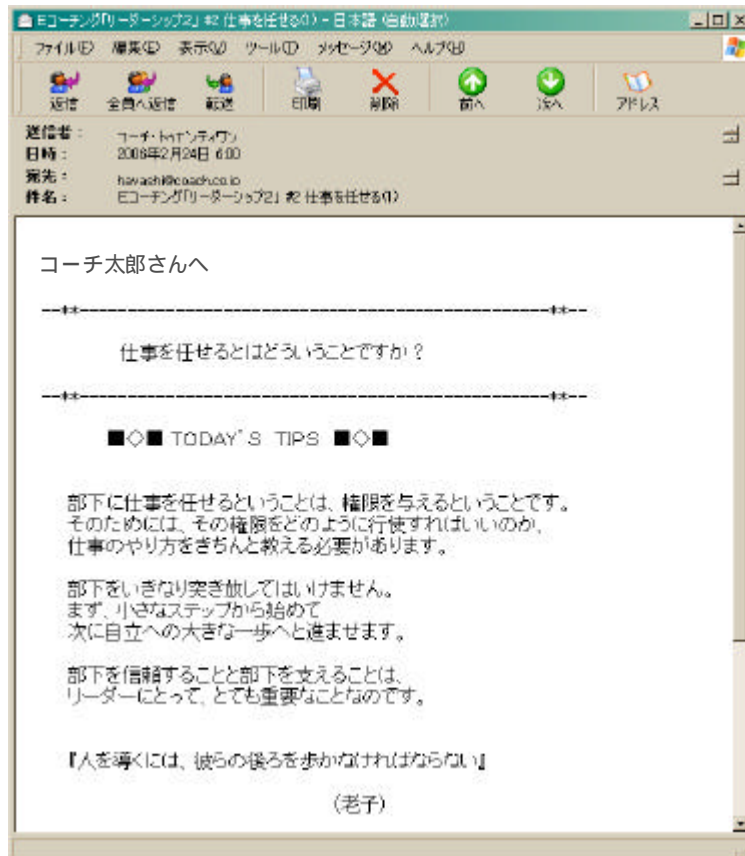 Eコーチング「リーダーシップ2」 #2 仕事を任せる(1) - 日本語 (自動選択)
ファイル(F) 編集(E) 表示(V) ツール(T) メッセージ(M) ヘルプ(H)
返信 全員へ返信 転送 印刷 削除 前へ 次へ アドレス
送信者: コーチ・トゥエンティワン
日時: 2006年2月24日 6:00
宛先: hayashi@coach.co.jp
件名: Eコーチング「リーダーシップ2」 #2 仕事を任せる(1)
コーチ太郎さんへ
--**--------------------------------------------------**--
仕事を任せるとはどういうことですか?
--**--------------------------------------------------**--
■◇■ TODAY'S TIPS ■◇■
部下に仕事を任せるということは、権限を与えるということです。
そのためには、その権限をどのように行使すればいいのか、
仕事のやり方をきちんと教える必要があります。
部下をいきなり突き放してはいけません。
まず、小さなステップから始めて
次に自立への大きな一歩へと進ませます。
部下を信頼することと部下を支えることは、
リーダーにとって、とても重要なことなのです。
『人を導くには、彼らの後ろを歩かなければならない』
(老子)